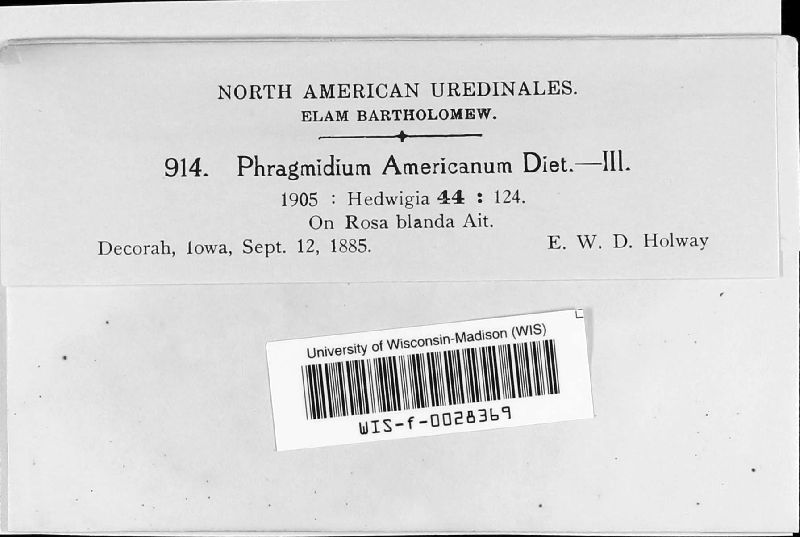 NORTH AMERICAN UREDINALES.
ELAM BARTHOLOMEW.
914. Phragmidium Americanum Diet.—III.
1905 : Hedwigia 44 : 124.
On Rosa blanda Ait.
Decorah, Iowa, Sept. 12, 1885. E. W. D. Holway
University of Wisconsin-Madison (WIS)
WIS-f-0028369